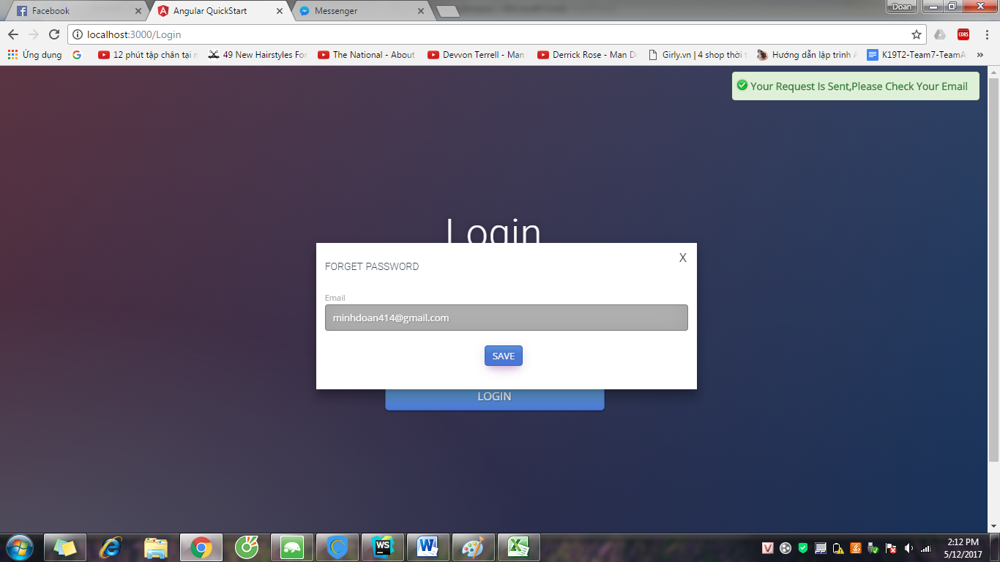 Facebook
Angular QuickStart
Messenger
Doan
localhost:3000/Login
CORS
Ứng dụng
12 phút tập chân tại n
49 New Hairstyles For
The National - About
Devvon Terrell - Man
Derrick Rose - Man Do
Girly.vn | 4 shop thời t
Hướng dẫn lập trình A
K19T2-Team7-TeamA
Your Request Is Sent,Please Check Your Email
Login
X
FORGET PASSWORD
Email
minhdoan414@gmail.com
SAVE
LOGIN
WS
2:12 PM
5/12/2017